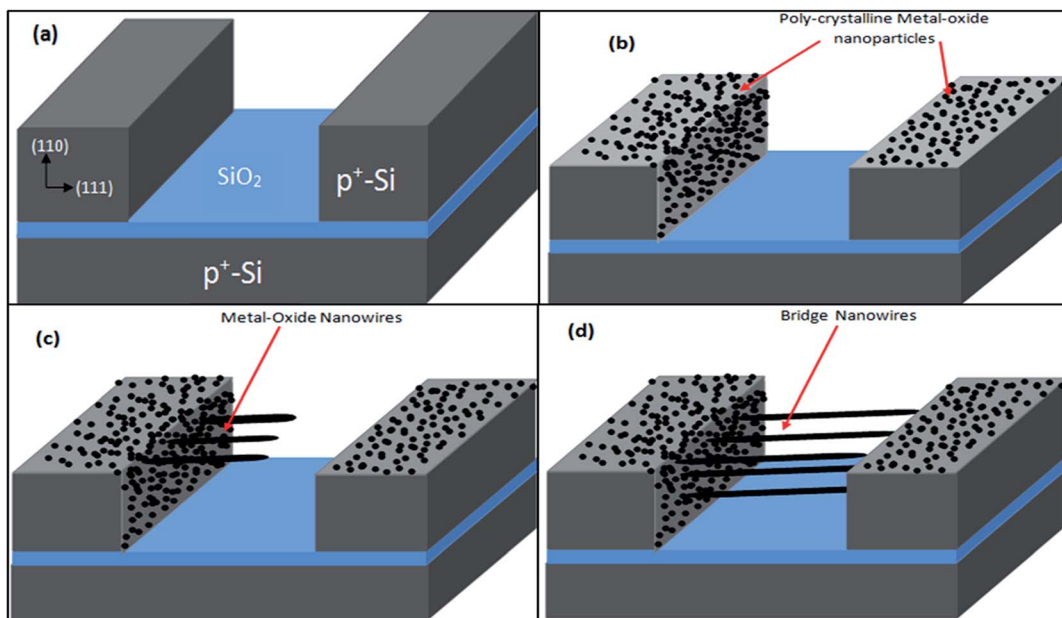 (a)
(110)
(111)
SiO₂
p⁺-Si
p⁺-Si
(b)
Poly-crystalline Metal-oxide
nanoparticles
(c)
Metal-Oxide Nanowires
(d)
Bridge Nanowires